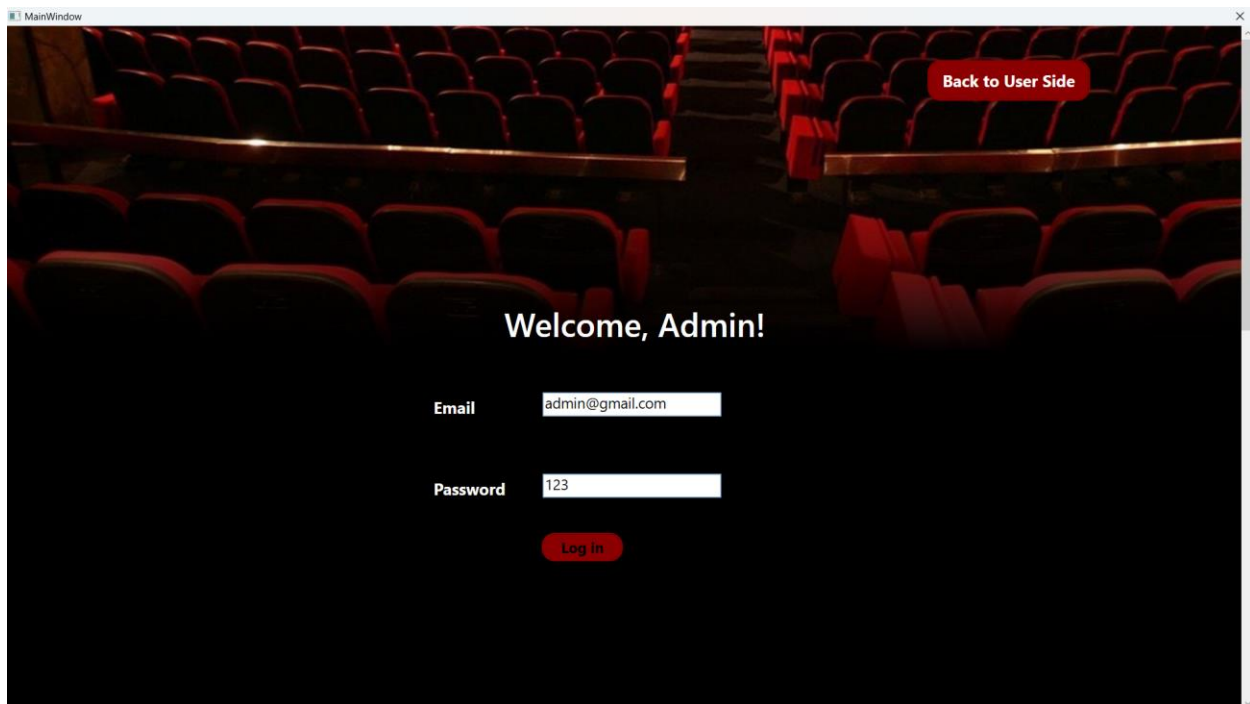 MainWindow
Back to User Side
Welcome, Admin!
Email
admin@gmail.com
Password
123
Log in